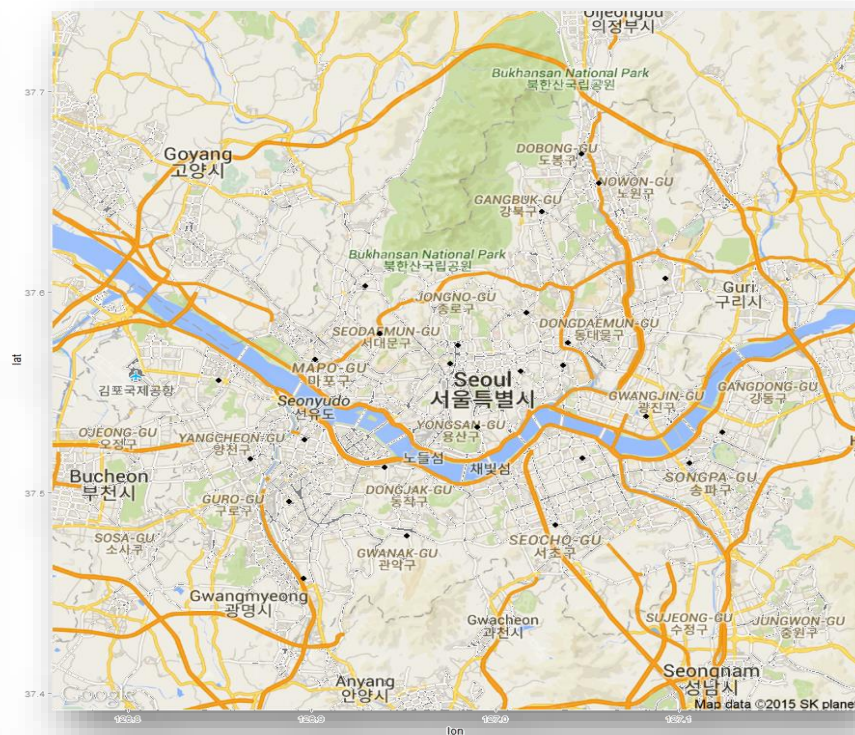 Uijeongbu
의정부시
Bukhansan National Park
북한산국립공원
37.7
Goyang
고양시
DOBONG-GU
도봉구
NOWON-GU
노원구
GANGBUK-GU
강북구
Bukhansan National Park
북한산국립공원
37.6
JONGNO-GU
종로구
Guri
구리시
SEODAEMUN-GU
서대문구
DONGDAEMUN-GU
동대문구
lat
MAPO-GU
마포구
김포국제공항
Seoul
서울특별시
GWANGJIN-GU
광진구
GANGDONG-GU
강동구
Seonyudo
선유도
OJEONG-GU
오정구
YANGCHEON-GU
양천구
YONGSAN-GU
용산구
노들섬
채빛섬
Bucheon
부천시
SONGPA-GU
송파구
37.5
GURO-GU
구로구
DONGJAK-GU
동작구
SOSA-GU
소사구
GWANAK-GU
관악구
SEOCHO-GU
서초구
Gwangmyeong
광명시
Gwacheon
과천시
SUJEONG-GU
수정구
JUNGWON-GU
중원구
Anyang
안양시
Seongnam
성남시
37.4
Google
Map data ©2015 SK plane
126.8
126.9
127.0
127.1
lon